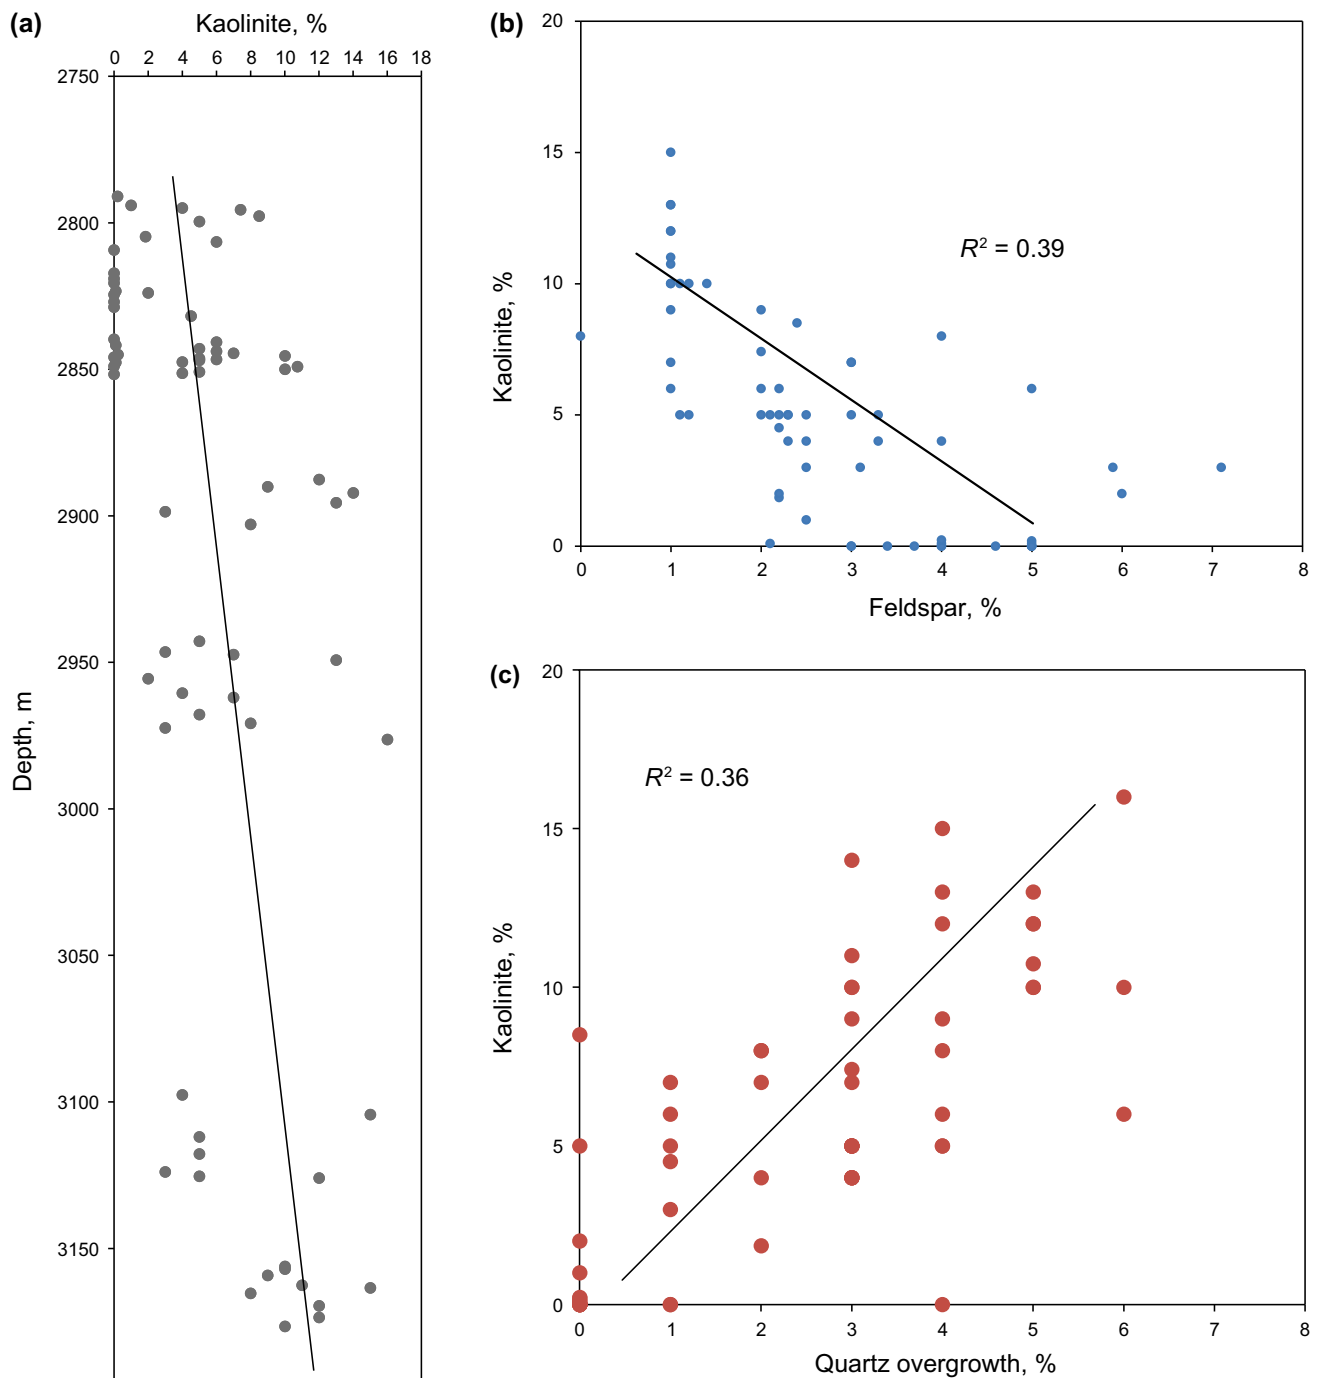 (a)
Kaolinite, %
0 2 4 6 8 10 12 14 16 18
2750
2800
2850
2900
2950
3000
3050
3100
3150
Depth, m
(b)
20
15
10
5
0
Kaolinite, %
R² = 0.39
0 1 2 3 4 5 6 7 8
Feldspar, %
(c)
20
15
10
5
0
Kaolinite, %
R² = 0.36
0 1 2 3 4 5 6 7 8
Quartz overgrowth, %